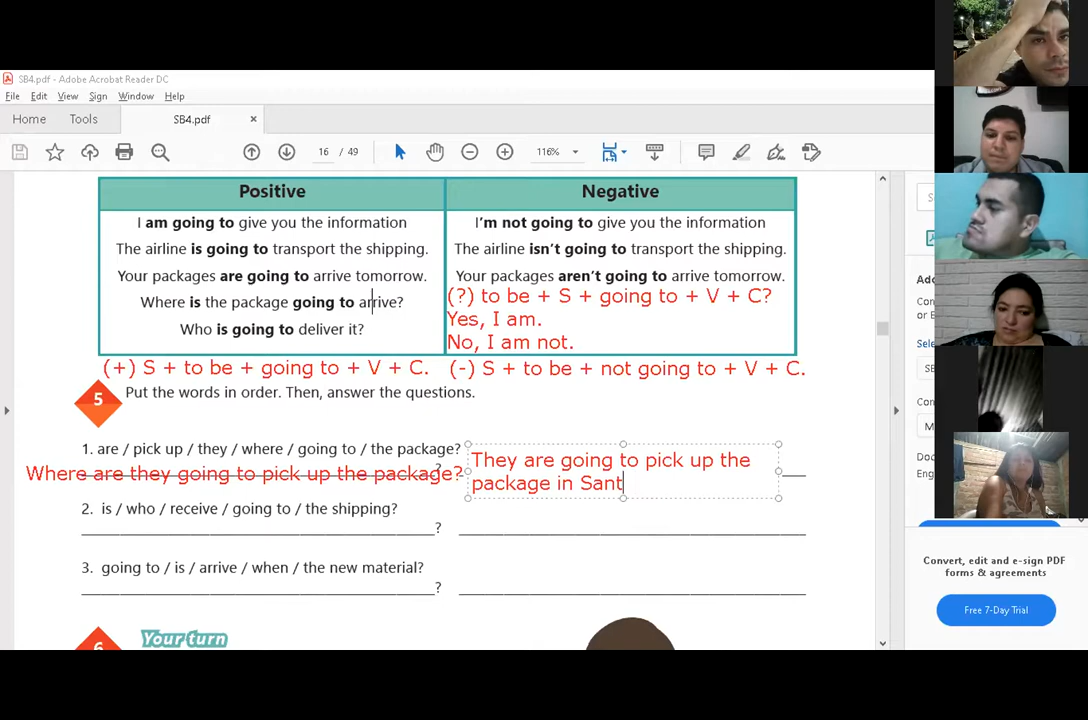 SB4.pdf - Adobe Acrobat Reader DC
File Edit View Sign Window Help
Home Tools SB4.pdf ×
16 / 49 116%
Positive Negative
I am going to give you the information I'm not going to give you the information
The airline is going to transport the shipping. The airline isn't going to transport the shipping.
Your packages are going to arrive tomorrow. Your packages aren't going to arrive tomorrow.
Where is the package going to arrive? (?) to be + S + going to + V + C?
Yes, I am.
Who is going to deliver it?
No, I am not.
(+) S + to be + going to + V + C. (-) S + to be + not going to + V + C.
5 Put the words in order. Then, answer the questions.
1. are / pick up / they / where / going to / the package?
Where are they going to pick up the package? ?
They are going to pick up the
package in Sant
2. is / who / receive / going to / the shipping?
?
3. going to / is / arrive / when / the new material?
?
6 Your turn
Convert, edit and e-sign PDF
forms & agreements
Free 7-Day Trial